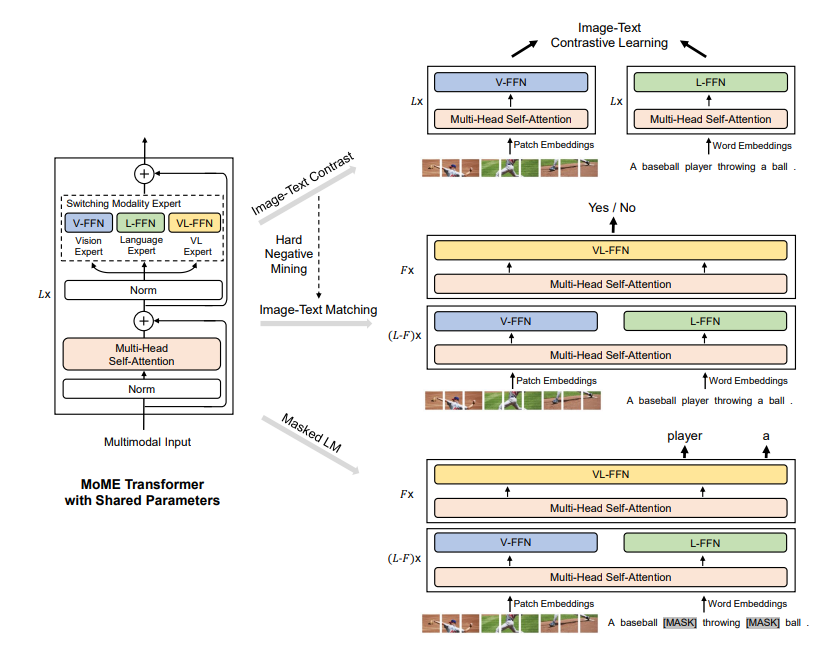 Switching Modality Expert
V-FFN
L-FFN
VL-FFN
Vision
Expert
Language
Expert
VL
Expert
Norm
Lx
Multi-Head
Self-Attention
Norm
Multimodal Input
MoME Transformer
with Shared Parameters
Image-Text Contrast
Hard
Negative
Mining
Image-Text Matching
Masked LM
Image-Text
Contrastive Learning
Lx
V-FFN
Multi-Head Self-Attention
Patch Embeddings
Lx
L-FFN
Multi-Head Self-Attention
Word Embeddings
A baseball player throwing a ball .
Yes / No
Fx
VL-FFN
Multi-Head Self-Attention
(L-F)x
V-FFN
L-FFN
Multi-Head Self-Attention
Patch Embeddings
Word Embeddings
A baseball player throwing a ball .
player
a
Fx
VL-FFN
Multi-Head Self-Attention
(L-F)x
V-FFN
L-FFN
Multi-Head Self-Attention
Patch Embeddings
Word Embeddings
A baseball [MASK] throwing [MASK] ball .